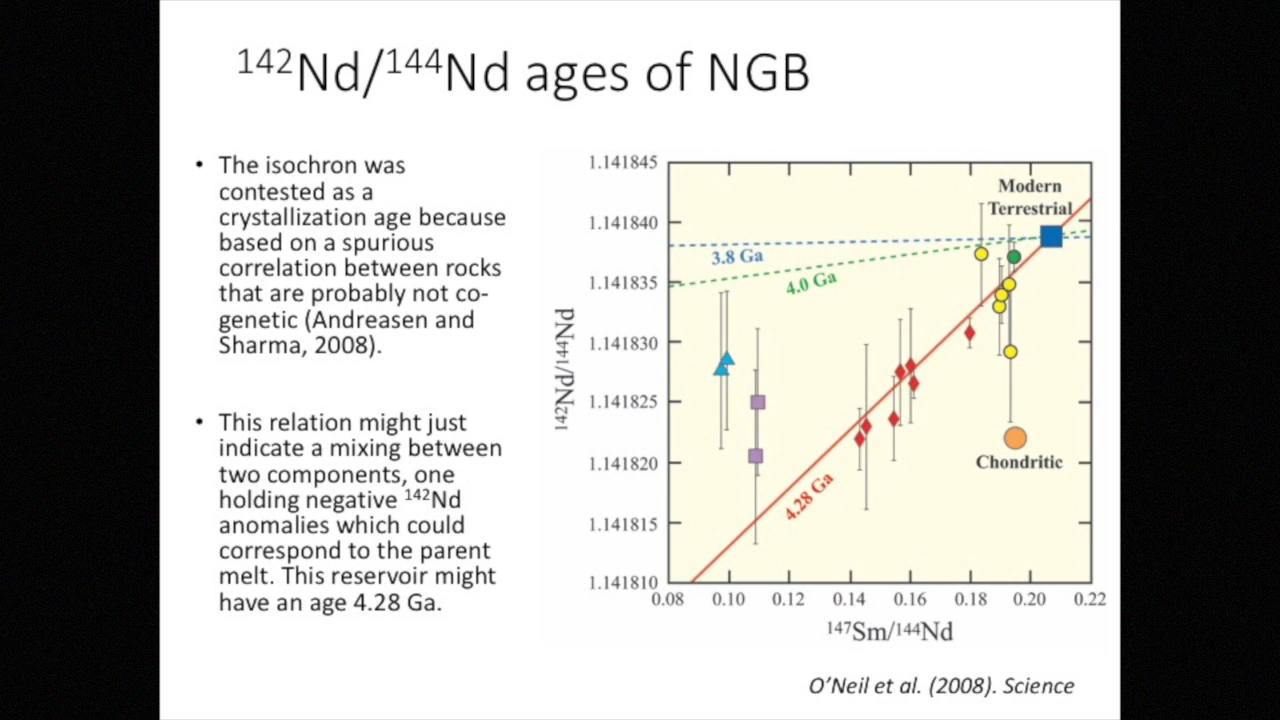 ¹⁴²Nd/¹⁴⁴Nd ages of NGB
• The isochron was
contested as a
crystallization age because
based on a spurious
correlation between rocks
that are probably not co-
genetic (Andreasen and
Sharma, 2008).
• This relation might just
indicate a mixing between
two components, one
holding negative ¹⁴²Nd
anomalies which could
correspond to the parent
melt. This reservoir might
have an age 4.28 Ga.
1.141845
1.141840
1.141835
1.141830
1.141825
1.141820
1.141815
1.141810
¹⁴²Nd/¹⁴⁴Nd
Modern
Terrestrial
3.8 Ga
4.0 Ga
4.28 Ga
Chondritic
0.08 0.10 0.12 0.14 0.16 0.18 0.20 0.22
¹⁴⁷Sm/¹⁴⁴Nd
O’Neil et al. (2008). Science